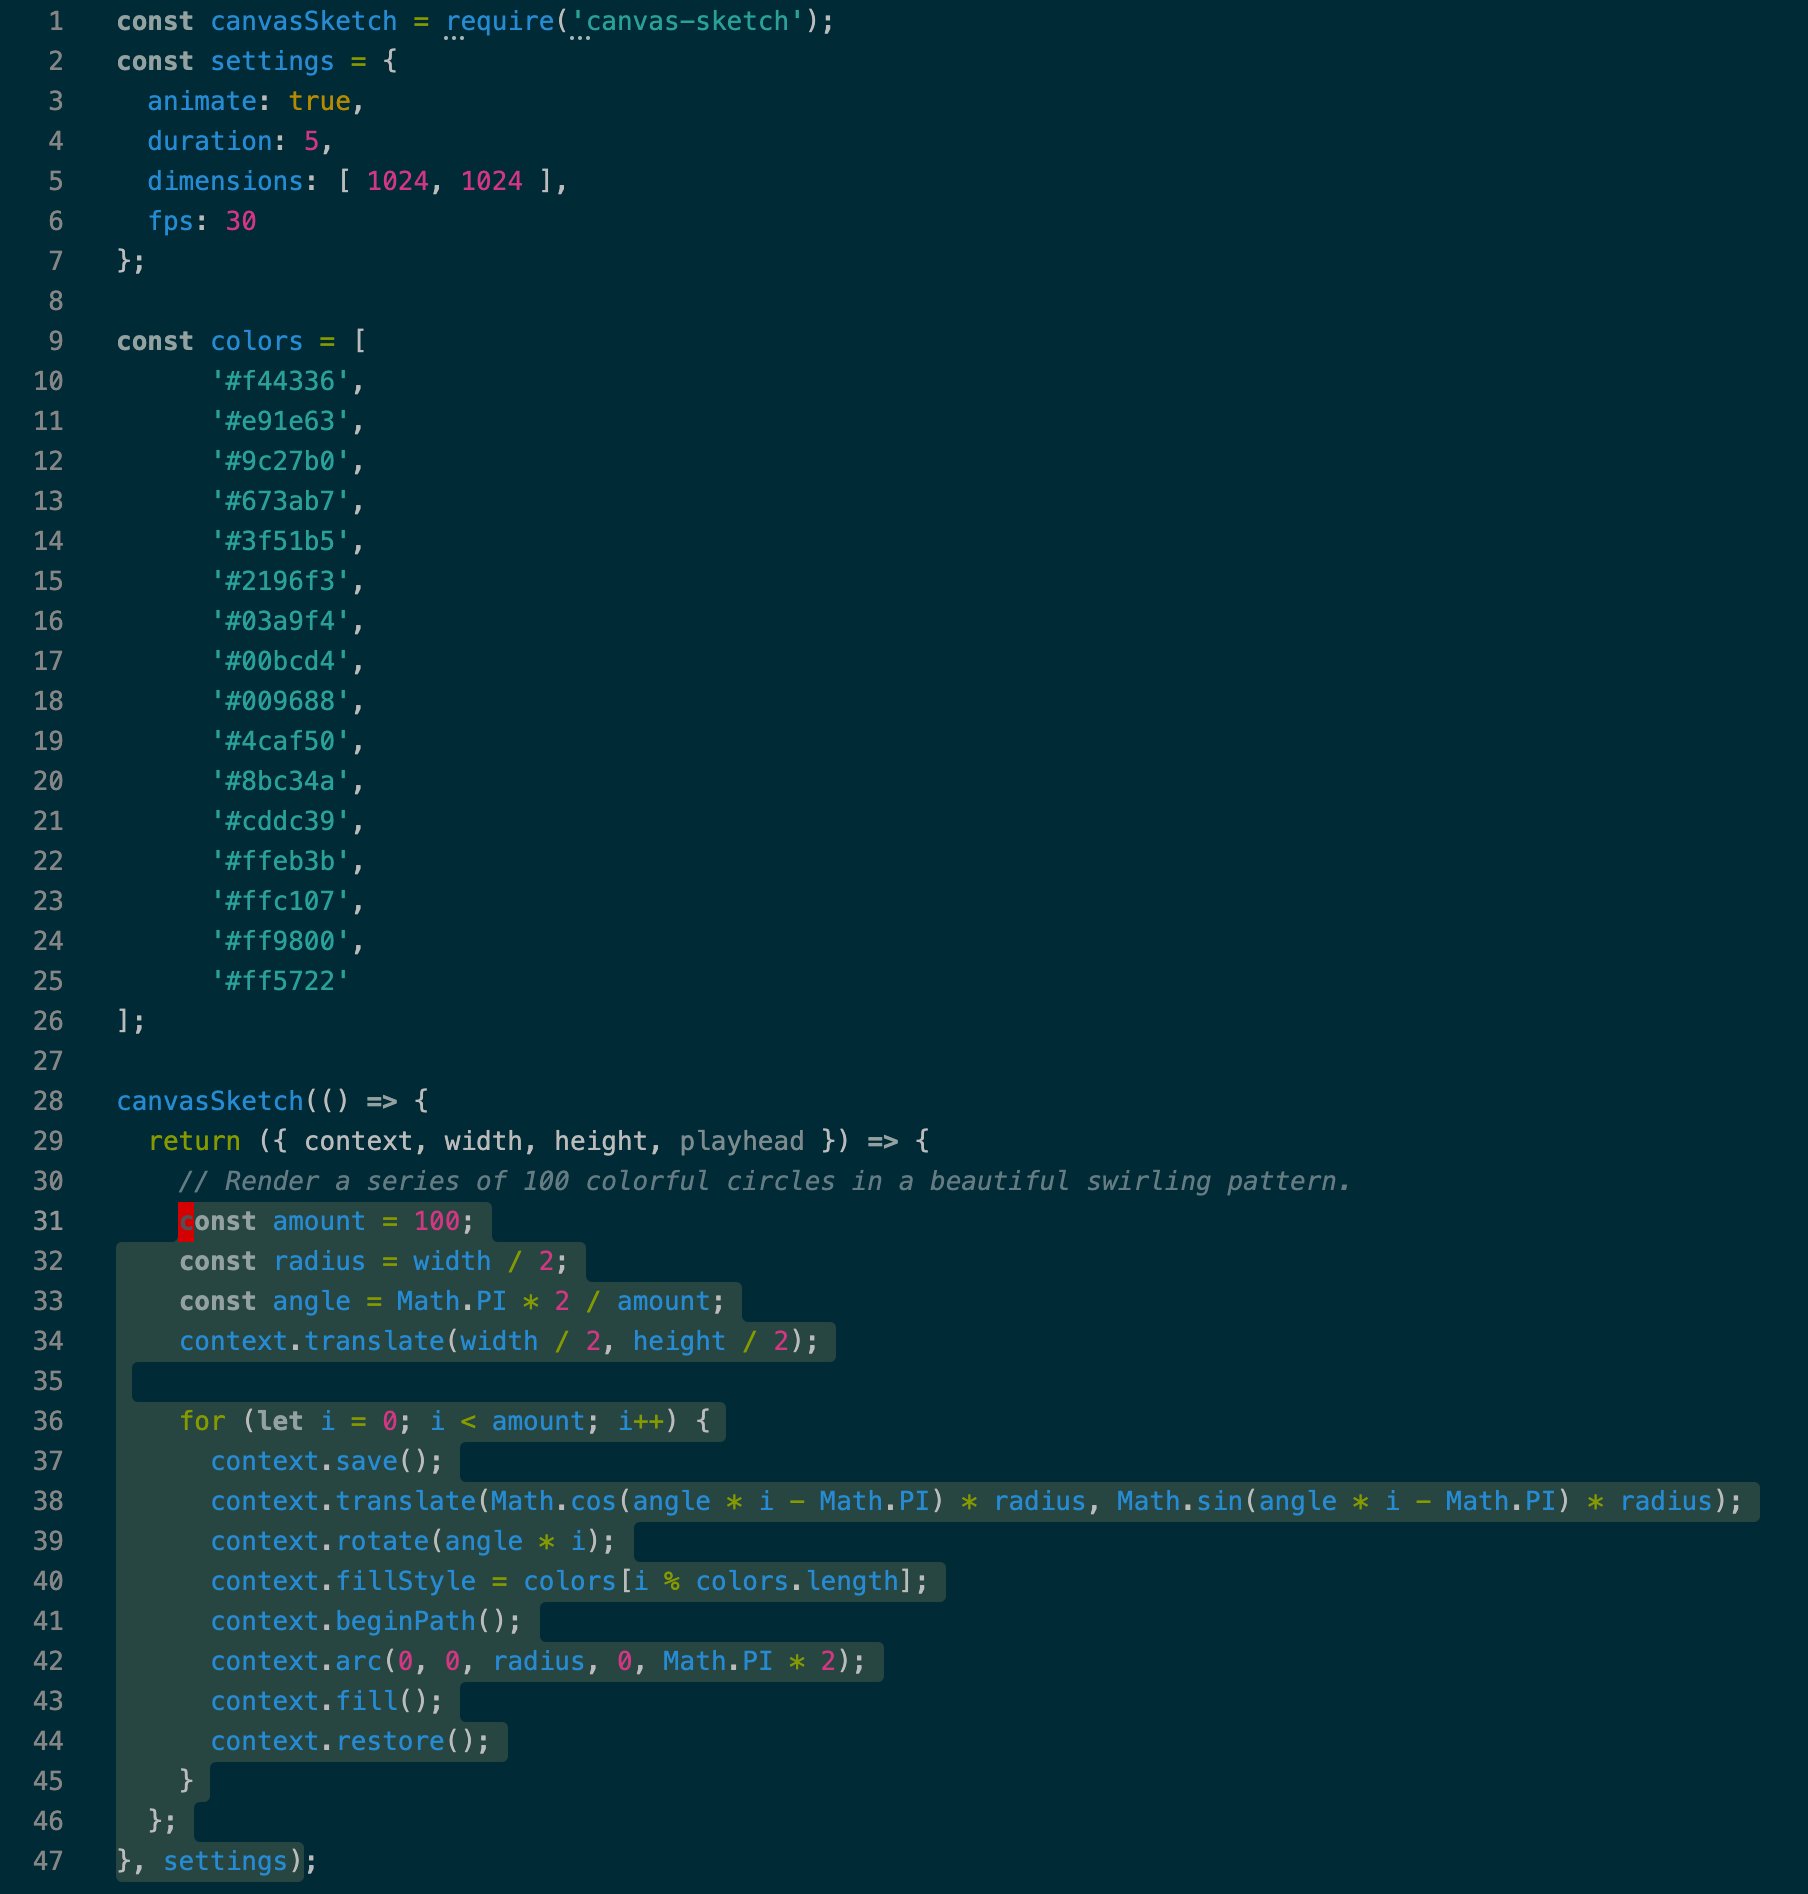 1 const canvasSketch = require('canvas-sketch');
2 const settings = {
3   animate: true,
4   duration: 5,
5   dimensions: [ 1024, 1024 ],
6   fps: 30
7 };
8
9 const colors = [
10       '#f44336',
11       '#e91e63',
12       '#9c27b0',
13       '#673ab7',
14       '#3f51b5',
15       '#2196f3',
16       '#03a9f4',
17       '#00bcd4',
18       '#009688',
19       '#4caf50',
20       '#8bc34a',
21       '#cddc39',
22       '#ffeb3b',
23       '#ffc107',
24       '#ff9800',
25       '#ff5722'
26 ];
27
28 canvasSketch(() => {
29   return ({ context, width, height, playhead }) => {
30     // Render a series of 100 colorful circles in a beautiful swirling pattern.
31     const amount = 100;
32     const radius = width / 2;
33     const angle = Math.PI * 2 / amount;
34     context.translate(width / 2, height / 2);
35
36     for (let i = 0; i < amount; i++) {
37       context.save();
38       context.translate(Math.cos(angle * i - Math.PI) * radius, Math.sin(angle * i - Math.PI) * radius);
39       context.rotate(angle * i);
40       context.fillStyle = colors[i % colors.length];
41       context.beginPath();
42       context.arc(0, 0, radius, 0, Math.PI * 2);
43       context.fill();
44       context.restore();
45     }
46   };
47 }, settings);